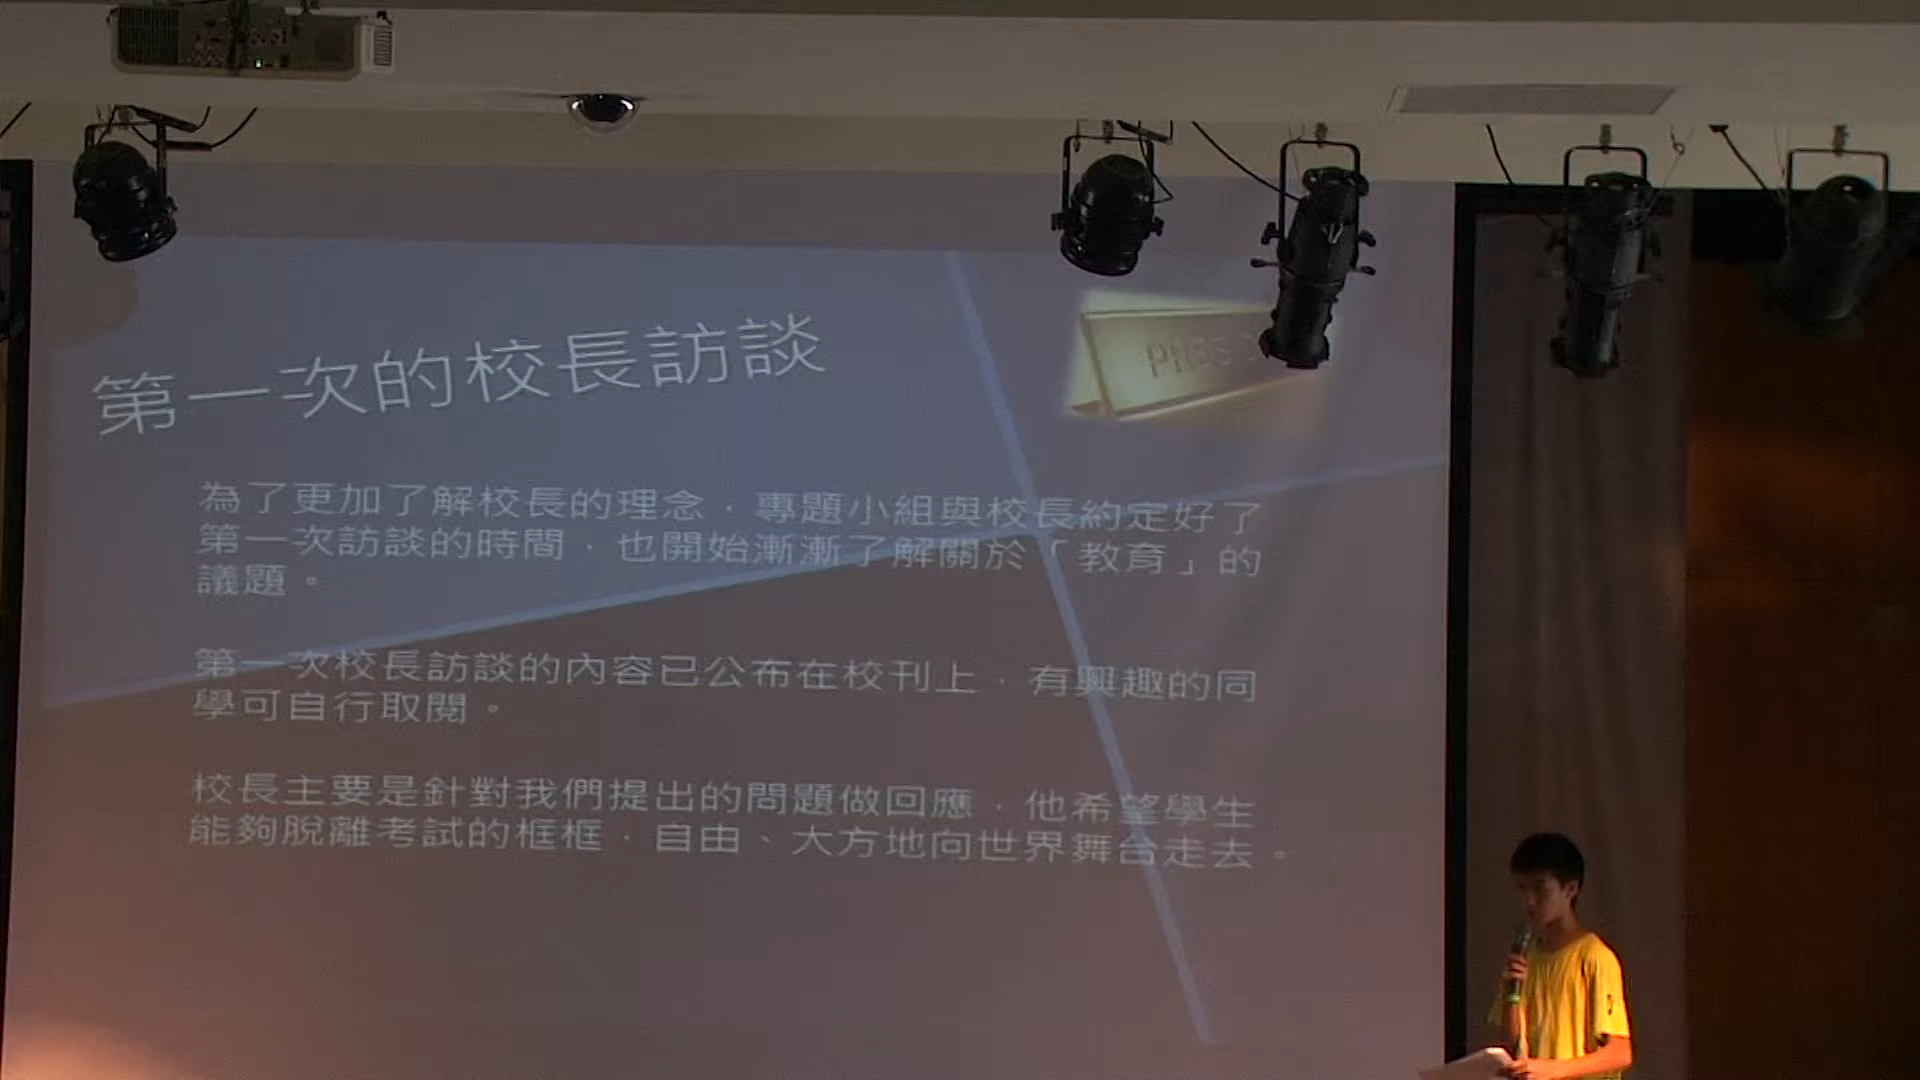 第一次的校長訪談
為了更加了解校長的理念，專題小組與校長約定好了
第一次訪談的時間，也開始漸漸了解關於「教育」的
議題。
第一次校長訪談的內容已公布在校刊上，有興趣的同
學可自行取閱。
校長主要是針對我們提出的問題做回應，他希望學生
能夠脫離考試的框框，自由、大方地向世界舞台走去。